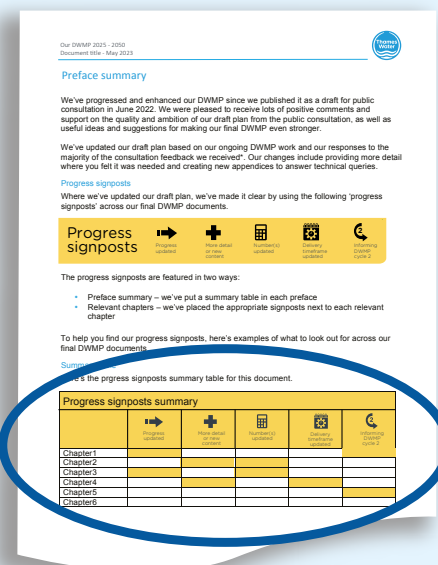 Our DWMP 2025 - 2050
Document title - May 2023
Thames
Water
Preface summary
We've progressed and enhanced our DWMP since we published it as a draft for public
consultation in June 2022. We were pleased to receive lots of positive comments and
support on the quality and ambition of our draft plan from the public consultation, as well as
useful ideas and suggestions for making our final DWMP even stronger.
We've updated our draft plan based on our ongoing DWMP work and our responses to the
majority of the consultation feedback we received*. Our changes include providing more detail
where you felt it was needed and creating new appendices to answer technical queries.
Progress signposts
Where we've updated our draft plan, we've made it clear by using the following 'progress
signposts' across our final DWMP documents.
Progress
signposts
Progress
updated
More detail
or new
content
Number(s)
updated
Delivery
timeframe
updated
2
Informing
DWMP
cycle 2
The progress signposts are featured in two ways:
• Preface summary – we've put a summary table in each preface
• Relevant chapters – we've placed the appropriate signposts next to each relevant
chapter
To help you find our progress signposts, here's examples of what to look out for across our
final DWMP documents.
's the prgress signposts summary table for this document.
Progress signposts summary
Progress
updated
More detail
or new
content
Number(s)
updated
Delivery
timeframe
updated
2
Informing
DWMP
cycle 2
Chapter1
Chapter2
Chapter3
Chapter4
Chapter5
Chapter6